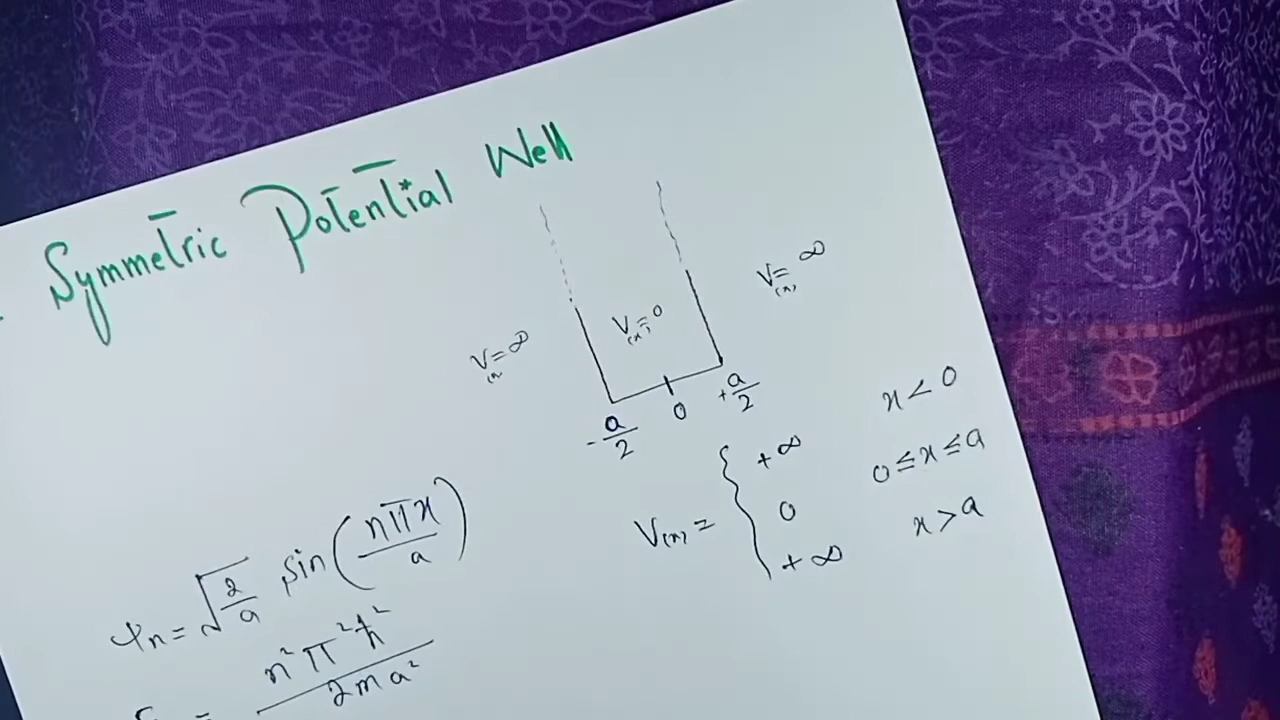 Symmetric Potential Well
V(x)=∞
V(x)=0
V(x)=∞
-a/2
0
+a/2
V(x) = { +∞ x<0
0 0≤x≤a
+∞ x>a
ψn = √(2/a) sin(nπx/a)
= n²π²ħ²/2ma²